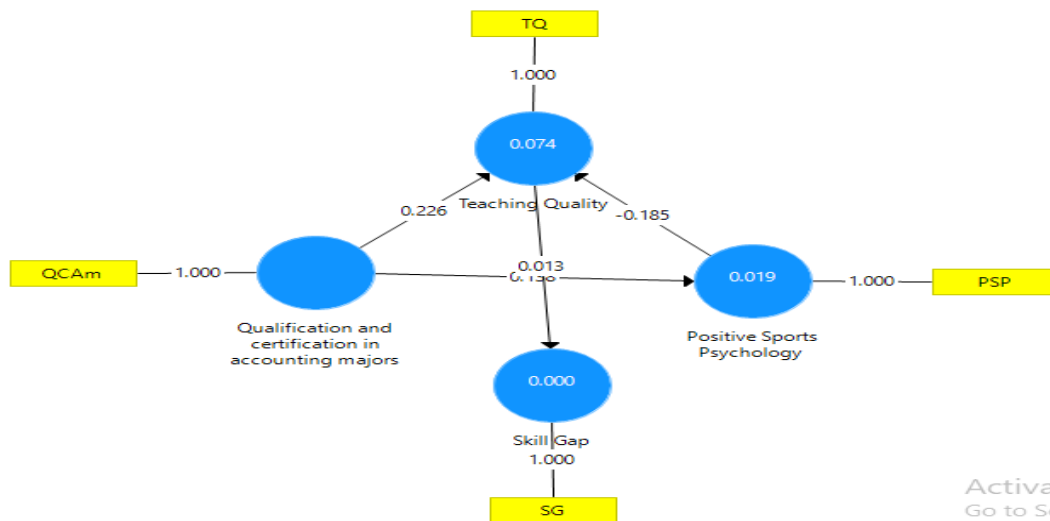 TQ
1.000
0.074
Teaching Quality
0.226
-0.185
QCAm
1.000
0.013
0.019
1.000
PSP
Qualification and
certification in
accounting majors
Positive Sports
Psychology
0.000
Skill Gap
1.000
SG
Activa
Go to S